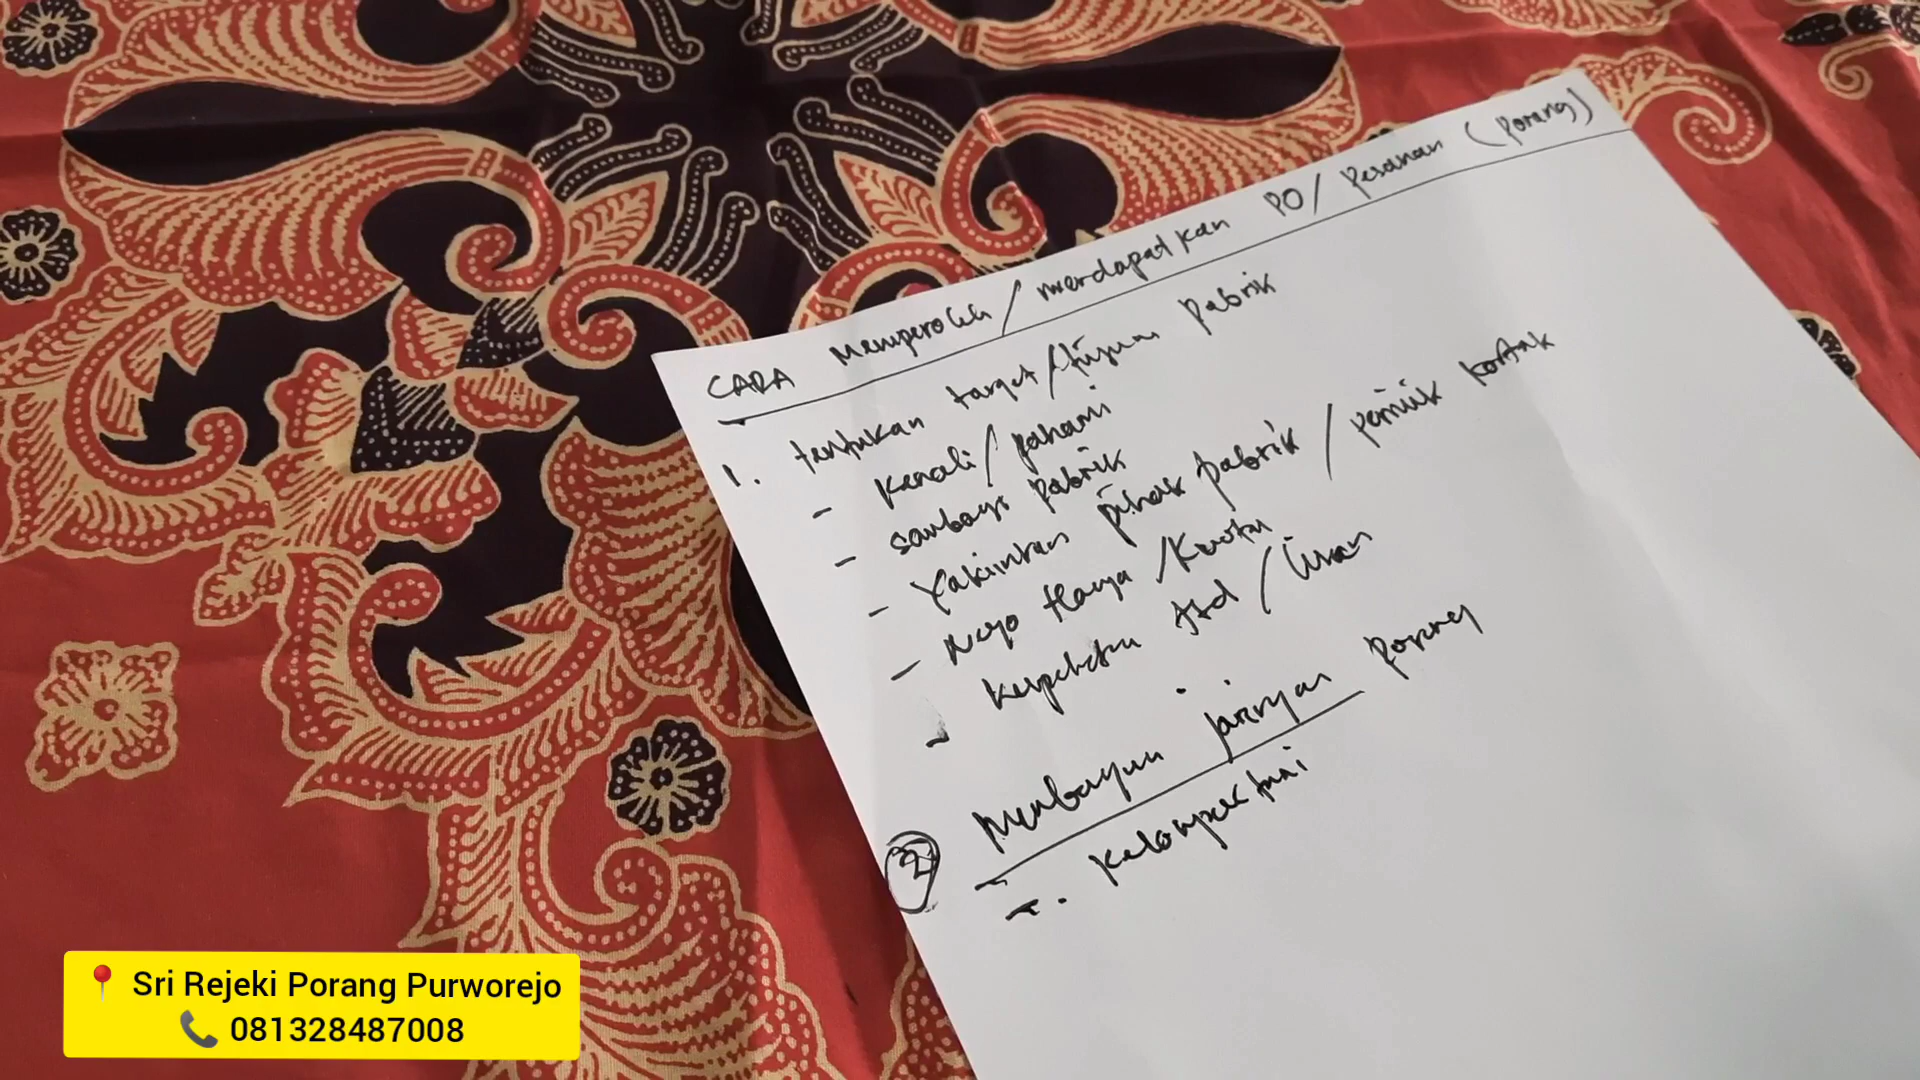 CARA Memperoleh / mendapatkan PO / Pesanan (Porang)
1. tentukan target / tujuan Pabrik
- Kenali / pahami
- sambangi Pabrik
- Yakinkan pihak pabrik / pemilik kontrak
- Nego Harga / Kuota
- Kesepakatan
2 Membangun jaringan Porang
- . Kelompok tani
📍 Sri Rejeki Porang Purworejo
📞 081328487008